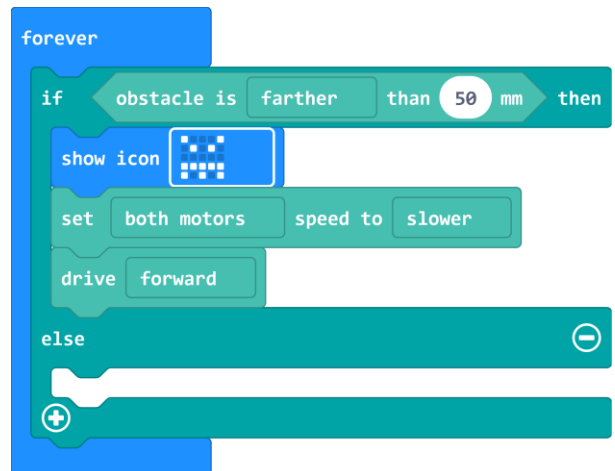 forever
if obstacle is farther than 50 mm then
show icon
set both motors speed to slower
drive forward
else